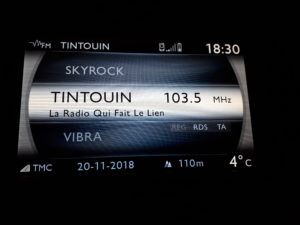 FM TINTOUIN 18:30
SKYROCK
TINTOUIN 103.5 MHz
La Radio Qui Fait Le Lien
VIBRA
REG RDS TA
TMC 20-11-2018 110m 4°C